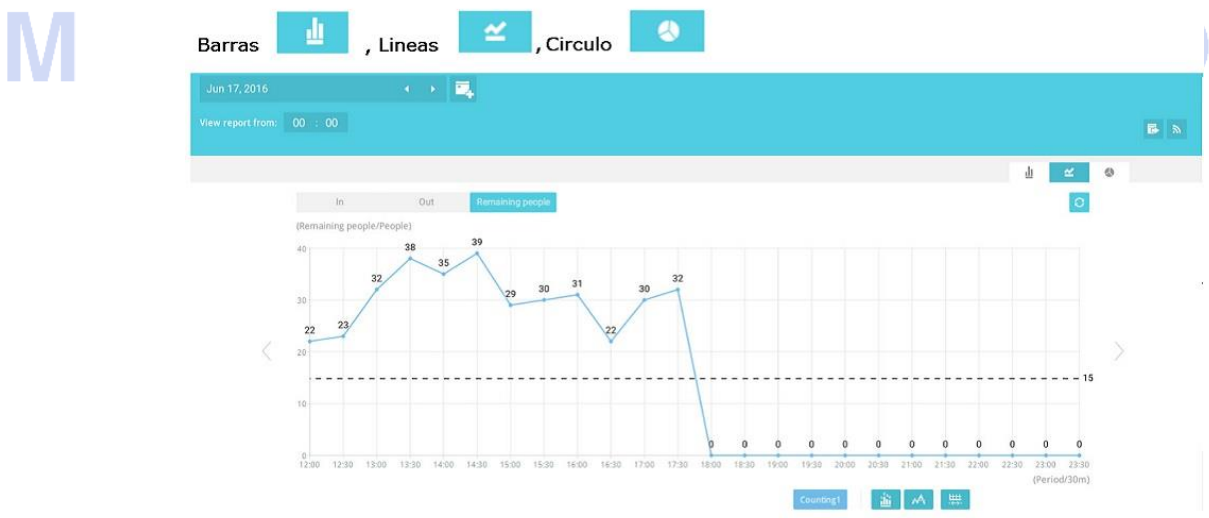 M
Barras , Lineas , Circulo
Jun 17, 2016
View report from: 00 : 00
In Out Remaining people
(Remaining people/People)
40
30
20
10
0
22 23 32 38 35 39 29 30 31 22 30 32 0 0 0 0 0 0 0 0 0 0 0 0
15
12:00 12:30 13:00 13:30 14:00 14:30 15:00 15:30 16:00 16:30 17:00 17:30 18:00 18:30 19:00 19:30 20:00 20:30 21:00 21:30 22:00 22:30 23:00 23:30
(Period/30m)
Counting1